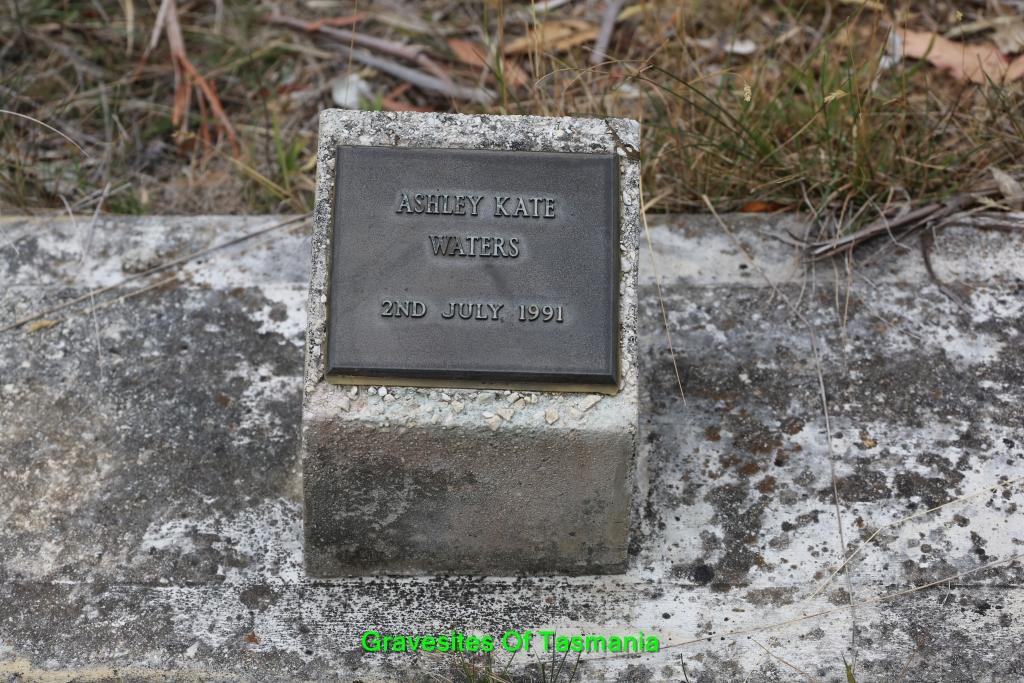 ASHLEY KATE
WATERS
2ND JULY 1991
Gravesites Of Tasmania